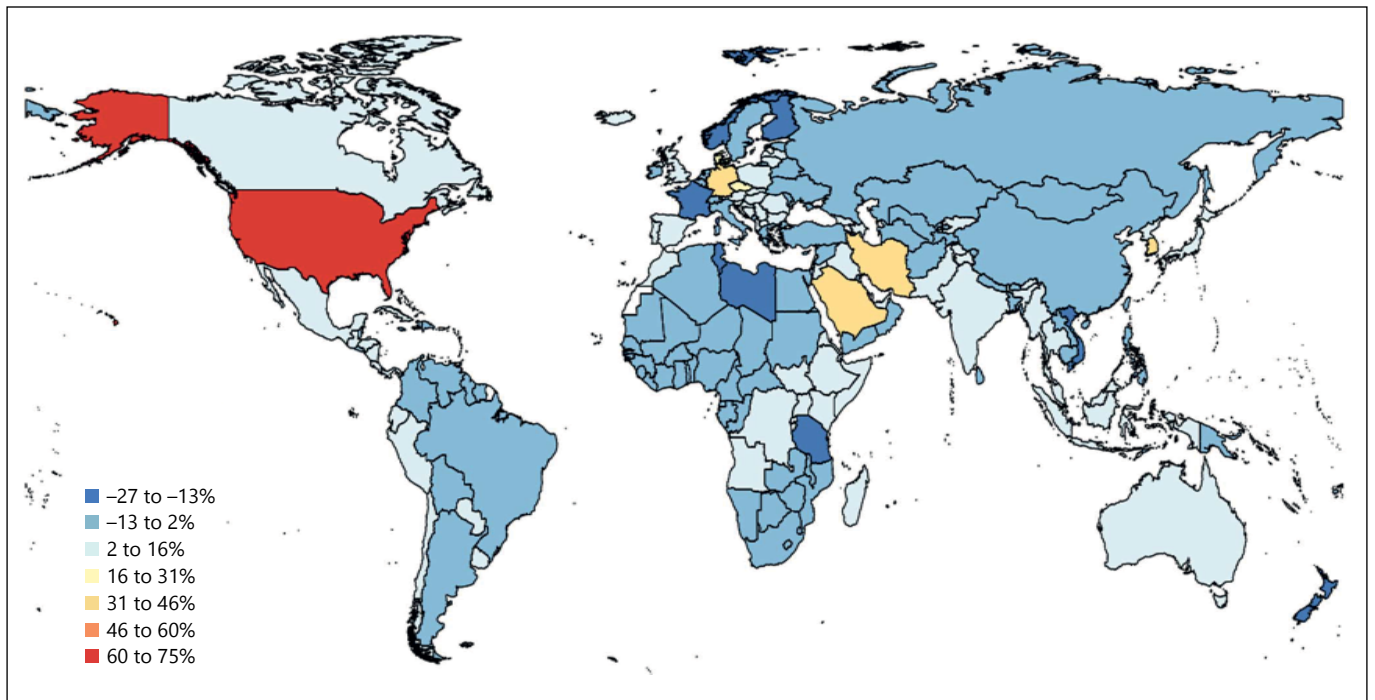 –27 to –13%
–13 to 2%
2 to 16%
16 to 31%
31 to 46%
46 to 60%
60 to 75%